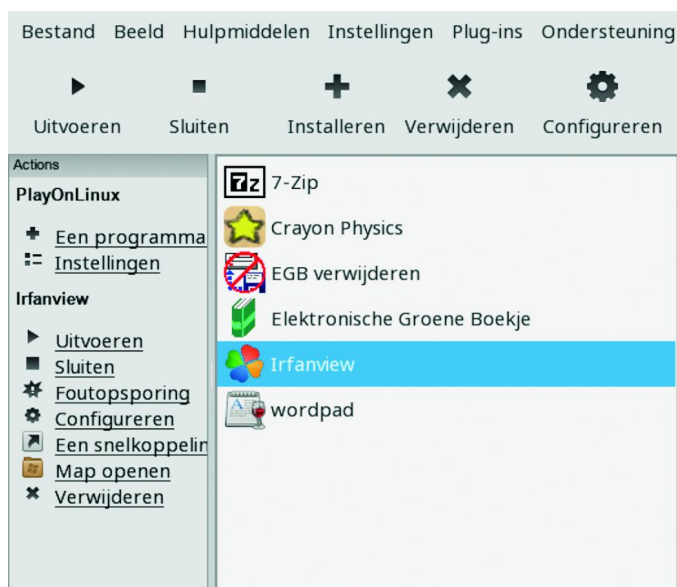 Bestand Beeld Hulpmiddelen Instellingen Plug-ins Ondersteuning
Uitvoeren Sluiten Installeren Verwijderen Configureren
Actions
PlayOnLinux
Een programma
Instellingen
Irfanview
Uitvoeren
Sluiten
Foutopsporing
Configureren
Een snelkoppelin
Map openen
Verwijderen
7z 7-Zip
Crayon Physics
EGB verwijderen
Elektronische Groene Boekje
Irfanview
wordpad